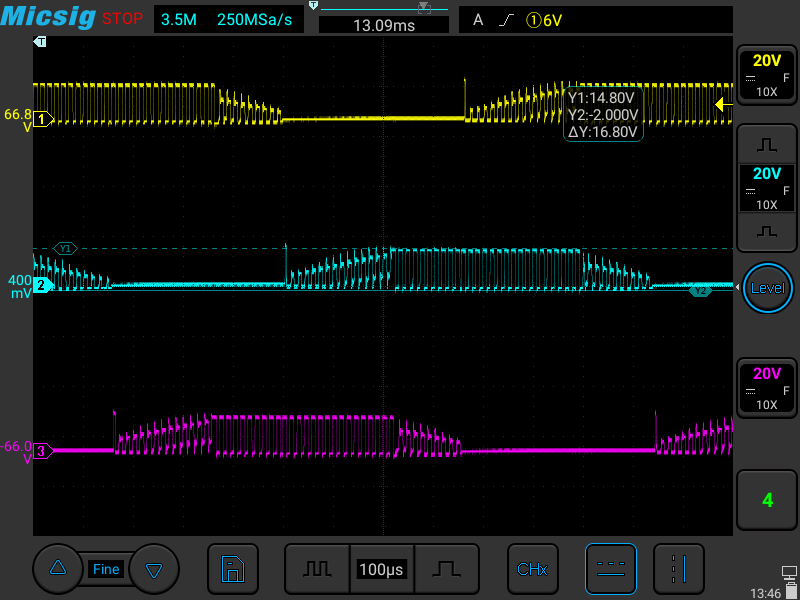 Micsig STOP 3.5M 250MSa/s T 13.09ms A ①6V
T
20V
F
10X
66.8
V
1
Y1:14.80V
Y2:-2.000V
ΔY:16.80V
20V
F
10X
Y1
400
mV
2
Y2
Level
20V
F
10X
-66.0
V
3
4
Fine 100µs CHx
13:46